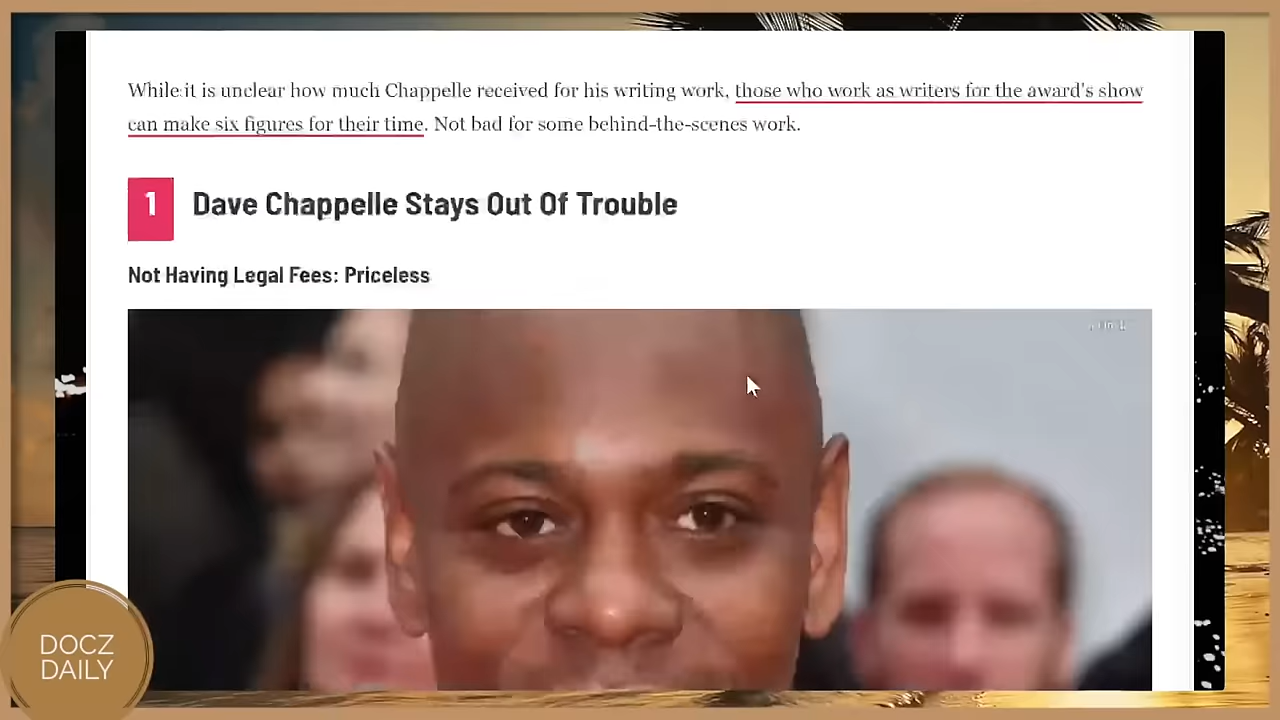 While it is unclear how much Chappelle received for his writing work, those who work as writers for the award's show
can make six figures for their time. Not bad for some behind-the-scenes work.
1 Dave Chappelle Stays Out Of Trouble
Not Having Legal Fees: Priceless
DOCZ
DAILY